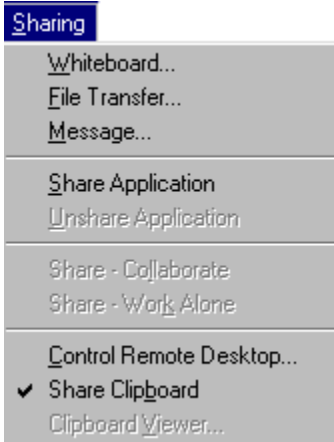 Sharing
Whiteboard...
File Transfer...
Message...
Share Application
Unshare Application
Share - Collaborate
Share - Work Alone
Control Remote Desktop...
Share Clipboard
Clipboard Viewer...